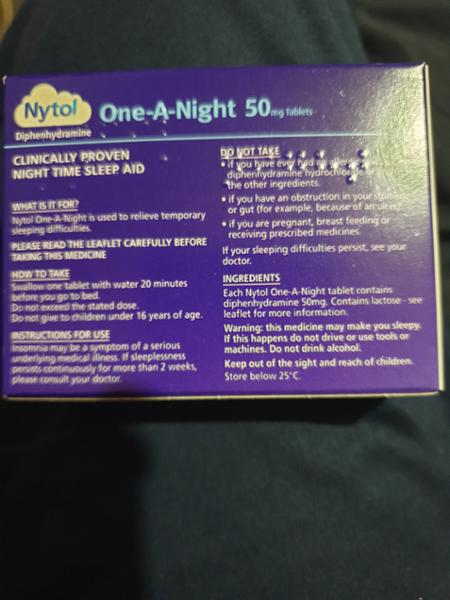 Nytol One-A-Night 50mg Tablets
Diphenhydramine
CLINICALLY PROVEN
NIGHT TIME SLEEP AID
WHAT IS IT FOR?
Nytol One-A-Night is used to relieve temporary
sleeping difficulties.
PLEASE READ THE LEAFLET CAREFULLY BEFORE
TAKING THIS MEDICINE
HOW TO TAKE
Swallow one tablet with water 20 minutes
before you go to bed.
Do not exceed the stated dose.
Do not give to children under 16 years of age.
INSTRUCTIONS FOR USE
Insomnia may be a symptom of a serious
underlying medical illness. If sleeplessness
persists continuously for more than 2 weeks,
please consult your doctor.
DO NOT TAKE
• if you have ever had an
diphenhydramine hydrochloride or
the other ingredients.
• if you have an obstruction in your stomach
or gut (for example, because of an ulcer)
• if you are pregnant, breast feeding or
receiving prescribed medicines.
If your sleeping difficulties persist, see your
doctor.
INGREDIENTS
Each Nytol One-A-Night tablet contains
diphenhydramine 50mg. Contains lactose - see
leaflet for more information.
Warning: this medicine may make you sleepy.
If this happens do not drive or use tools or
machines. Do not drink alcohol.
Keep out of the sight and reach of children.
Store below 25°C.